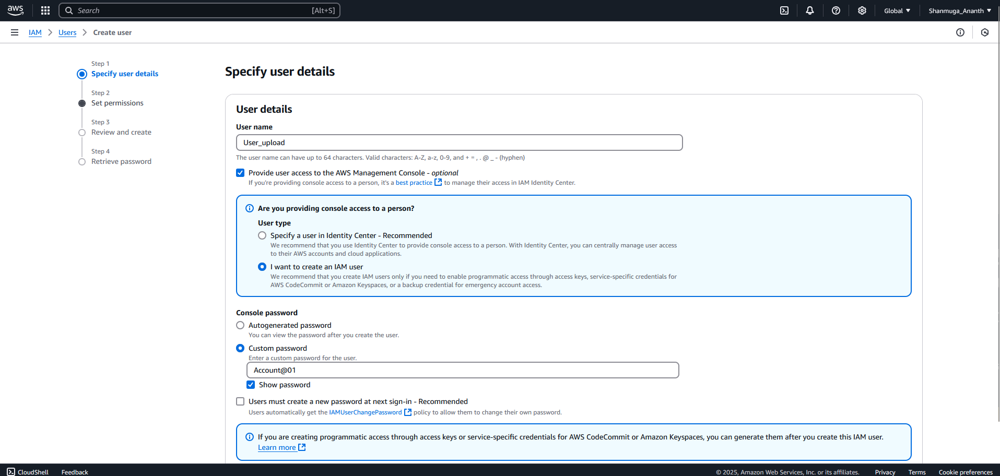 aws
Search [Alt+S]
Global
Shanmuga_Ananth
IAM > Users > Create user
Step 1
Specify user details
Step 2
Set permissions
Step 3
Review and create
Step 4
Retrieve password
Specify user details
User details
User name
User_upload
The user name can have up to 64 characters. Valid characters: A-Z, a-z, 0-9, and + = , . @ _ - (hyphen)
Provide user access to the AWS Management Console - optional
If you're providing console access to a person, it's a best practice to manage their access in IAM Identity Center.
Are you providing console access to a person?
User type
Specify a user in Identity Center - Recommended
We recommend that you use Identity Center to provide console access to a person. With Identity Center, you can centrally manage user access
to their AWS accounts and cloud applications.
I want to create an IAM user
We recommend that you create IAM users only if you need to enable programmatic access through access keys, service-specific credentials for
AWS CodeCommit or Amazon Keyspaces, or a backup credential for emergency account access.
Console password
Autogenerated password
You can view the password after you create the user.
Custom password
Enter a custom password for the user.
Account@01
Show password
Users must create a new password at next sign-in - Recommended
Users automatically get the IAMUserChangePassword policy to allow them to change their own password.
If you are creating programmatic access through access keys or service-specific credentials for AWS CodeCommit or Amazon Keyspaces, you can generate them after you create this IAM user.
Learn more
CloudShell Feedback © 2025, Amazon Web Services, Inc. or its affiliates. Privacy Terms Cookie preferences